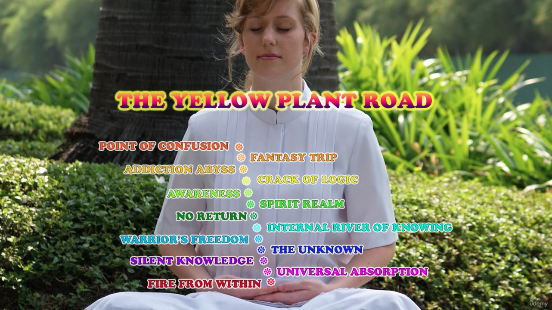 THE YELLOW PLANT ROAD
POINT OF CONFUSION
FANTASY TRIP
ADDICTION ABYSS
CRACK OF LOGIC
AWARENESS
SPIRIT REALM
NO RETURN
INTERNAL RIVER OF KNOWING
WARRIOR'S FREEDOM
THE UNKNOWN
SILENT KNOWLEDGE
UNIVERSAL ABSORPTION
FIRE FROM WITHIN
udemy